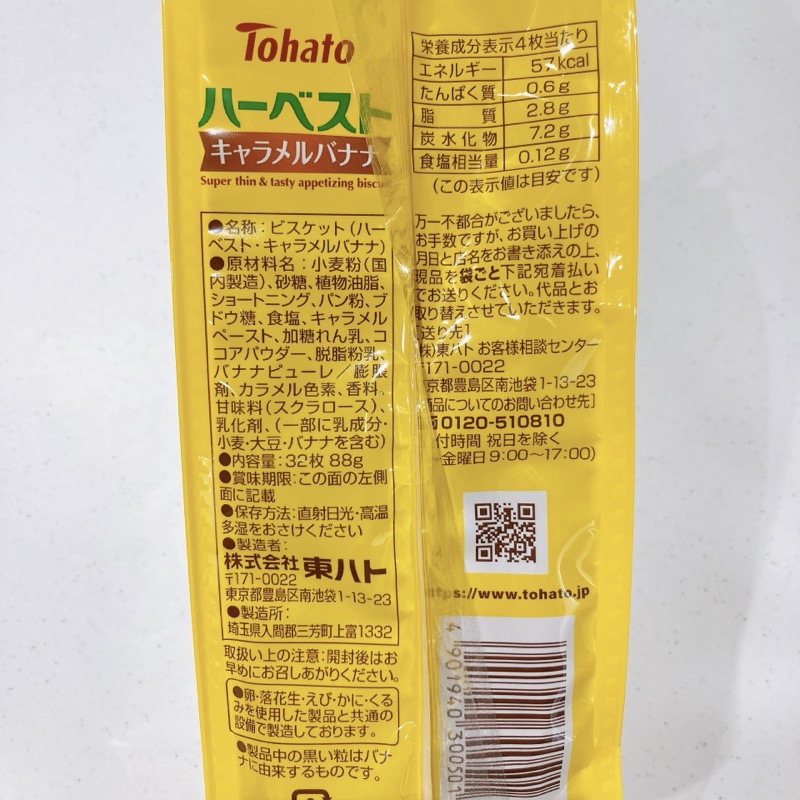 Tohato
ハーベスト
キャラメルバナナ
Super thin & tasty appetizing
●名称：ビスケット（ハー
ベスト・キャラメルバナナ）
●原材料名：小麦粉（国
内製造）、砂糖、植物油脂、
ショートニング、パン粉、ブ
ドウ糖、食塩、キャラメル
ペースト、加糖れん乳、コ
コアパウダー、脱脂粉乳、
バナナピューレ／膨脹
剤、カラメル色素、香料、
甘味料（スクラロース）、
乳化剤、（一部に乳成分・
小麦・大豆・バナナを含む）
●内容量：32枚 88g
●賞味期限：この面の左側
面に記載
●保存方法：直射日光・高温
多湿をおさけください
●製造者：
株式会社 東ハト
〒171-0022
東京都豊島区南池袋1-13-23
●製造所：
埼玉県入間郡三芳町上富1332
取扱い上の注意：開封後はお
早めにお召しあがりください。
●卵・落花生・えび・かに・くる
みを使用した製品と共通の
設備で製造しております。
●製品中の黒い粒はバナ
ナに由来するものです。
栄養成分表示4枚当たり
エネルギー 57kcal
たんぱく質 0.6g
脂質 2.8g
炭水化物 7.2g
食塩相当量 0.12g
（この表示値は目安です）
万一不都合がございましたら、
お手数ですが、お買い上げの
月日と店名をお書き添えの上、
現品を袋ごと下記宛着払い
でお送りください。代品とお
取り替えさせていただきます。
[送り先]
(株)東ハト お客様相談センター
〒171-0022
東京都豊島区南池袋1-13-23
商品についてのお問い合わせ先]
0120-510810
付時間 祝日を除く
～金曜日9:00～17:00)
https://www.tohato.jp
4 901940 30050